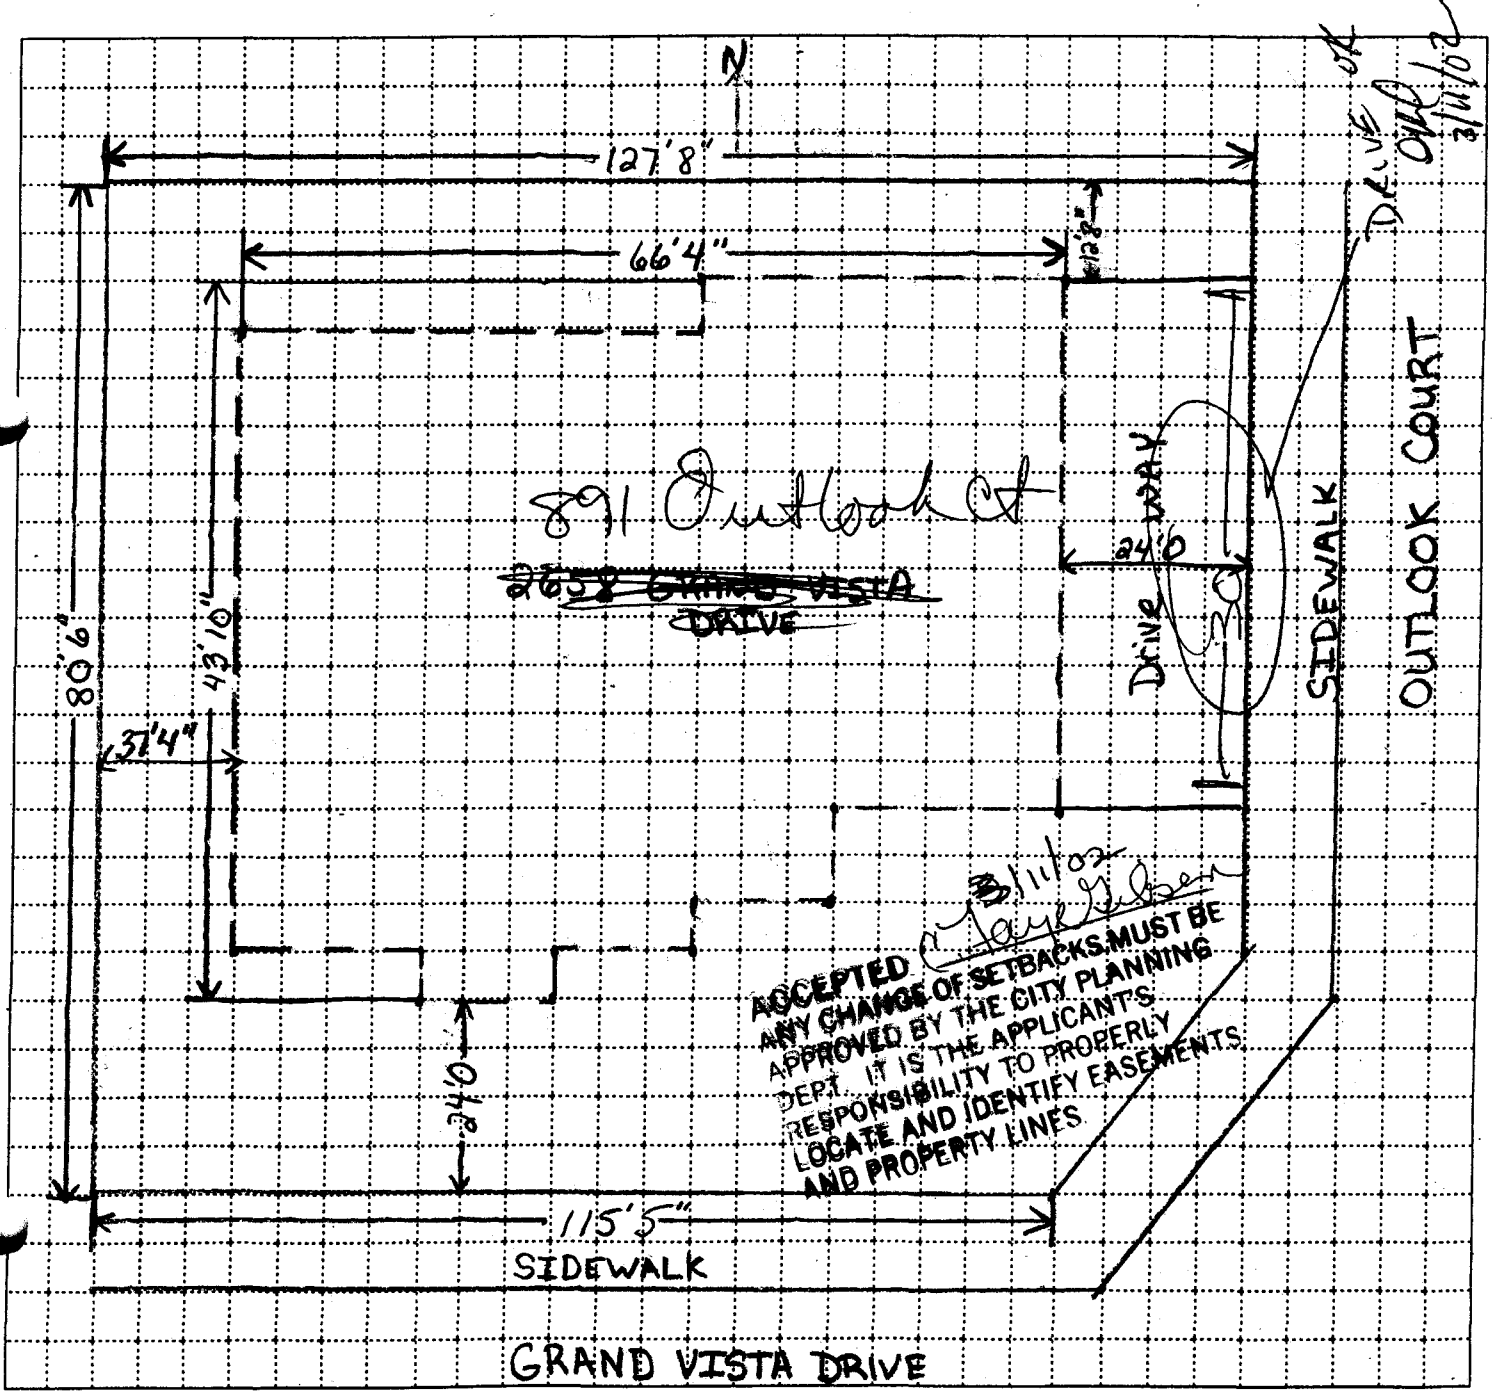 N
127'8"
DRIVE OK
3/11/02
66'4"
12'8"
80'6"
43'10"
37'4"
891 Outlook Ct
2658 GRAND VISTA
DRIVE
Drive WAY
24'0
30
SIDEWALK
OUTLOOK COURT
3/11/02
ACCEPTED
ANY CHANGE OF SETBACKS MUST BE
APPROVED BY THE CITY PLANNING
DEPT. IT IS THE APPLICANT'S
RESPONSIBILITY TO PROPERLY
LOCATE AND IDENTIFY EASEMENTS
AND PROPERTY LINES.
24'0
115'5"
SIDEWALK
GRAND VISTA DRIVE